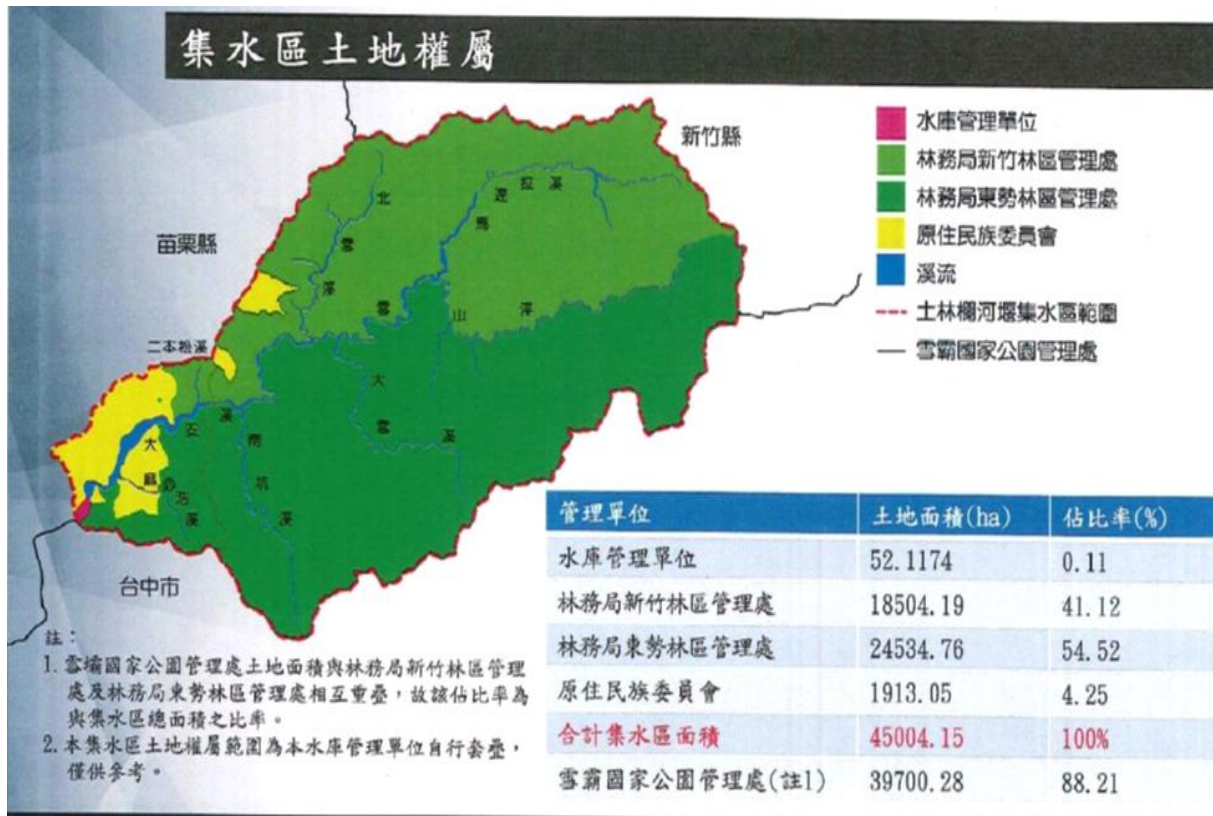 集水區土地權屬
新竹縣
苗栗縣
台中市
二本松溪
北
雪
溪
達
拉
溪
馬
雪
山
溪
大
雪
溪
南
坑
溪
大
溪
水庫管理單位
林務局新竹林區管理處
林務局東勢林區管理處
原住民族委員會
溪流
土林欄河堰集水區範圍
雪霸國家公園管理處
管理單位 土地面積(ha) 佔比率(%)
水庫管理單位 52.1174 0.11
林務局新竹林區管理處 18504.19 41.12
林務局東勢林區管理處 24534.76 54.52
原住民族委員會 1913.05 4.25
合計集水區面積 45004.15 100%
雪霸國家公園管理處(註1) 39700.28 88.21
註：
1. 雪壩國家公園管理處土地面積與林務局新竹林區管理
處及林務局東勢林區管理處相互重疊，故該佔比率為
與集水區總面積之比率。
2. 本集水區土地權屬範圍為本水庫管理單位自行套疊，
僅供參考。